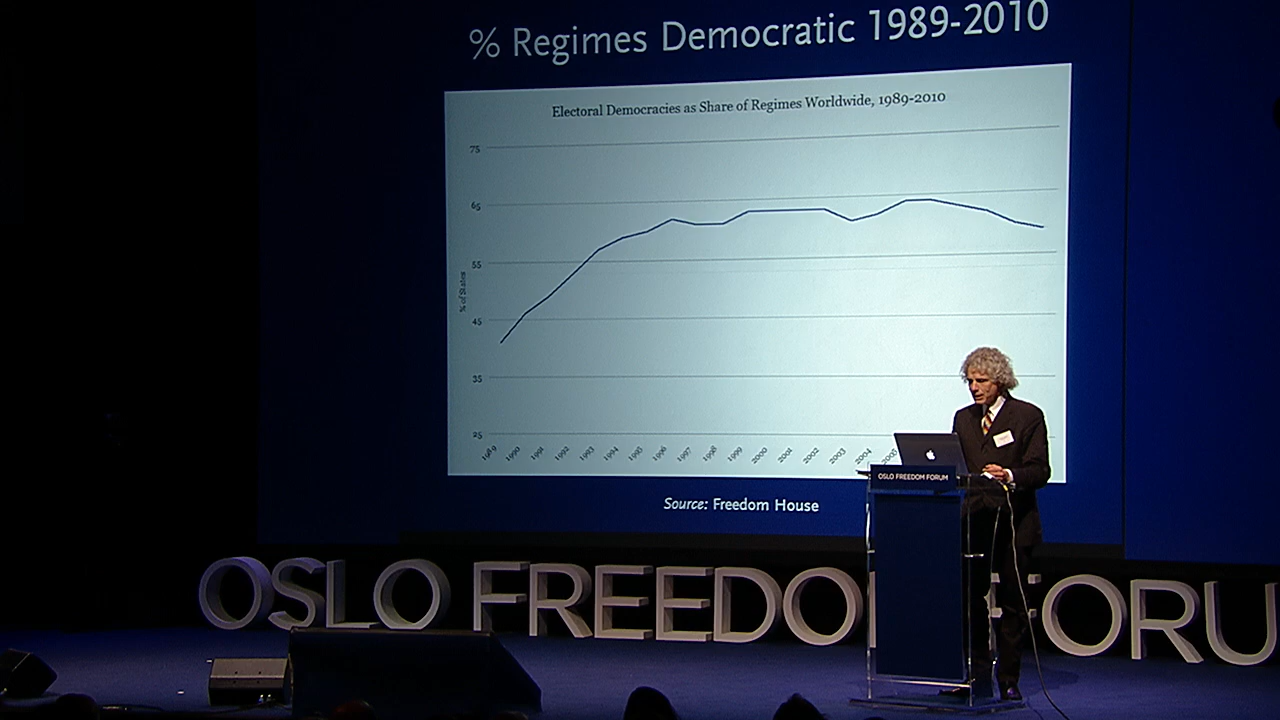 % Regimes Democratic 1989-2010
Electoral Democracies as Share of Regimes Worldwide, 1989-2010
75
65
55
45
35
25
% of States
1989 1990 1991 1992 1993 1994 1995 1996 1997 1998 1999 2000 2001 2002 2003 2004 2005
Source: Freedom House
OSLO FREEDOM FORUM
OSLO FREEDO FORU